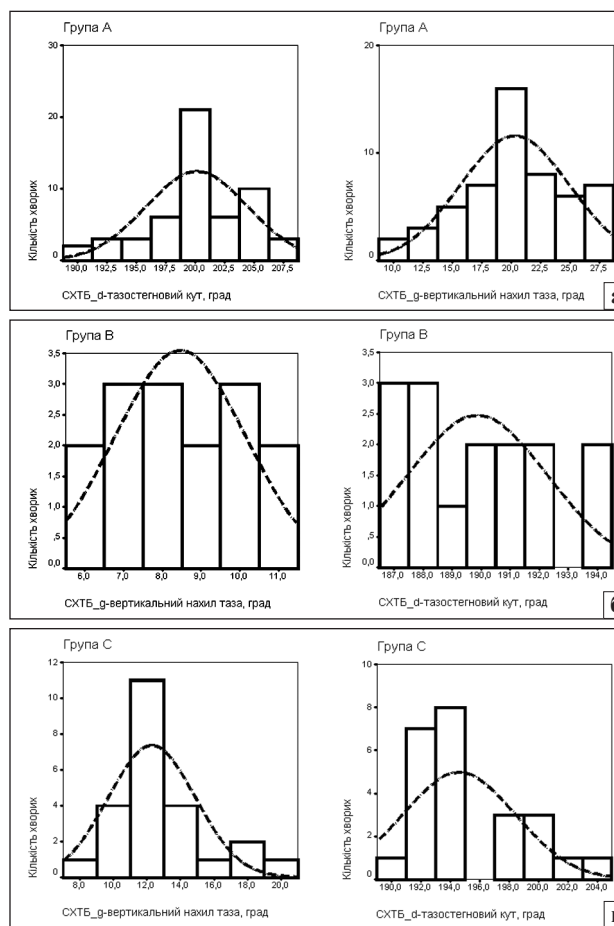 Група А
Група А
30
20
10
0
Кількість хворих
190,0 192,5 195,0 197,5 200,0 202,5 205,0 207,5
СХТБ_d-тазостегновий кут, град
20
10
0
Кількість хворих
10,0 12,5 15,0 17,5 20,0 22,5 25,0 27,5
СХТБ_g-вертикальний нахил таза, град
Група В
Група В
3,5
3,0
2,5
2,0
1,5
1,0
,5
0,0
Кількість хворих
6,0 7,0 8,0 9,0 10,0 11,0
СХТБ_g-вертикальний нахил таза, град
3,5
3,0
2,5
2,0
1,5
1,0
,5
0,0
Кількість хворих
187,0 188,0 189,0 190,0 191,0 192,0 193,0 194,0
СХТБ_d-тазостегновий кут, град
Група С
Група С
12
10
8
6
4
2
0
Кількість хворих
8,0 10,0 12,0 14,0 16,0 18,0 20,0
СХТБ_g-вертикальний нахил таза, град
10
8
6
4
2
0
Кількість хворих
190,0 192,0 194,0 196,0 198,0 200,0 202,0 204,0
СХТБ_d-тазостегновий кут, град